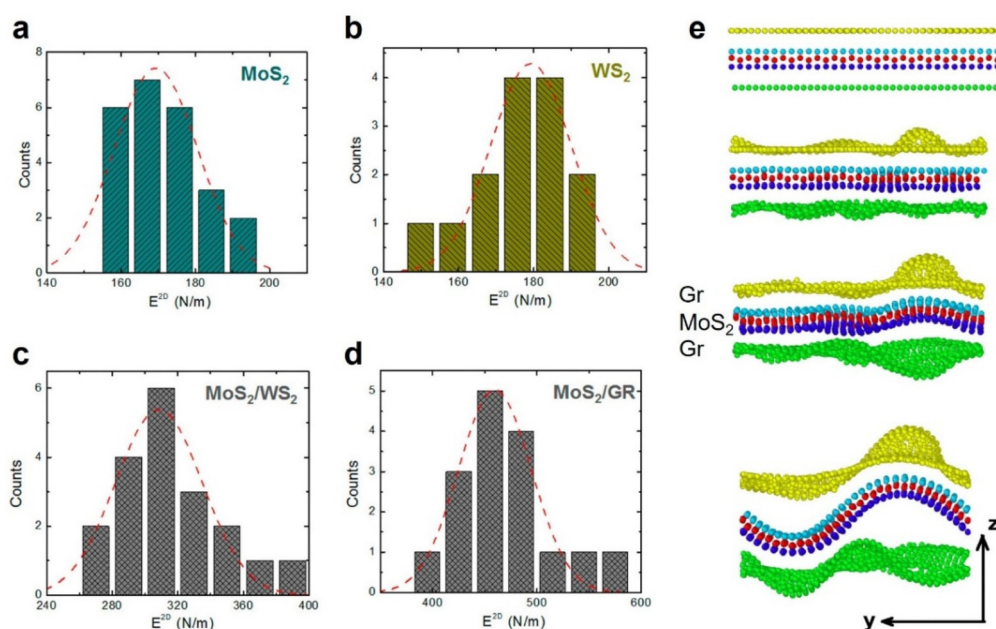 a
MoS2
8
6
4
2
0
Counts
140 160 180 200
E2D (N/m)
b
WS2
4
3
2
1
0
Counts
140 160 180 200
E2D (N/m)
c
MoS2/WS2
6
4
2
0
Counts
240 280 320 360 400
E2D (N/m)
d
MoS2/GR
5
4
3
2
1
0
Counts
400 500 600
E2D (N/m)
e
Gr
MoS2
Gr
z
y